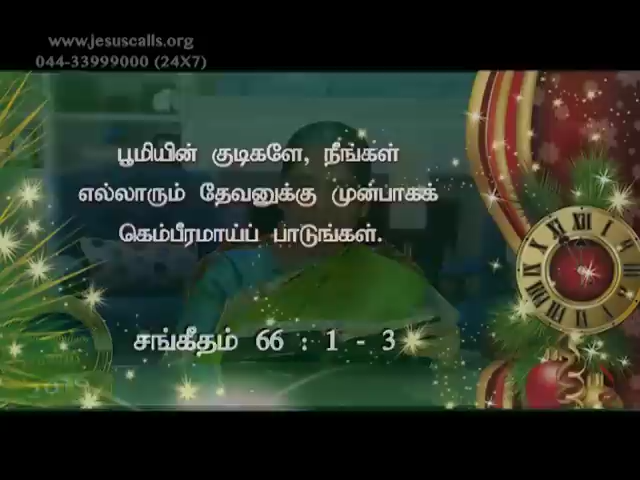 www.jesuscalls.org
044-33999000 (24X7)
பூமியின் குடிகளே, நீங்கள்
எல்லாரும் தேவனுக்கு முன்பாகக்
கெம்பீரமாய்ப் பாடுங்கள்.
சங்கீதம் 66 : 1 - 3